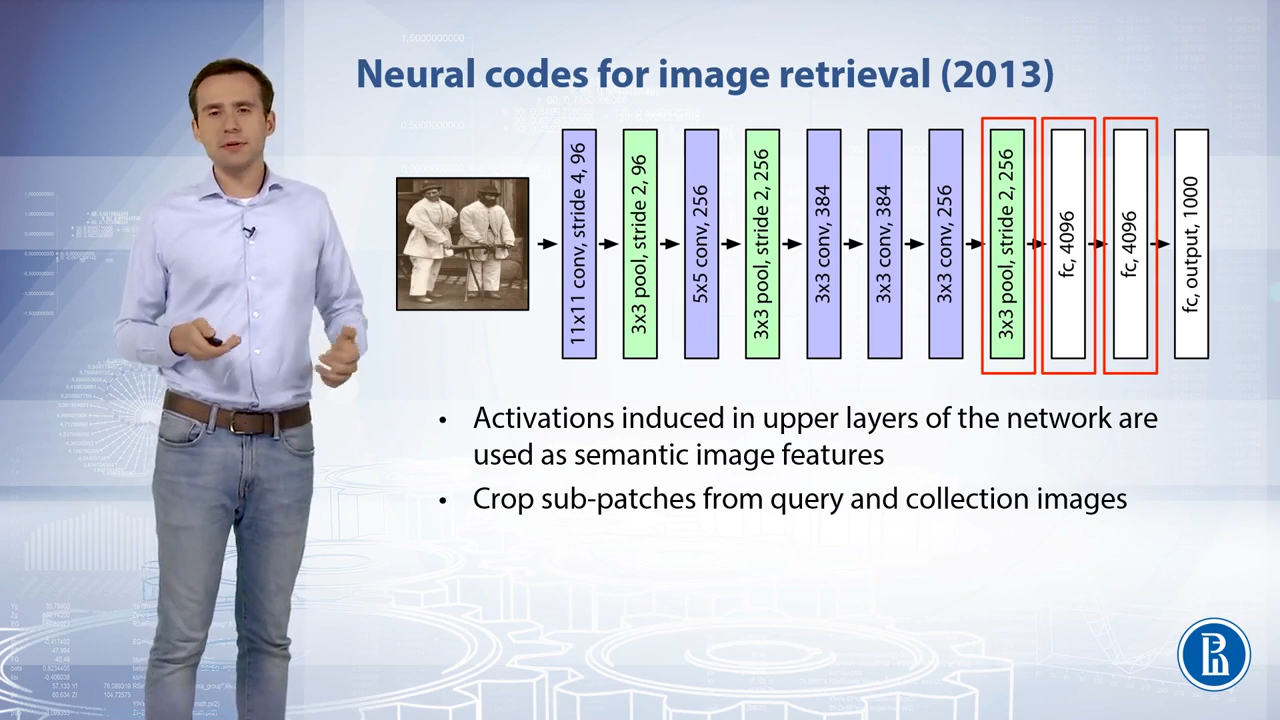 Neural codes for image retrieval (2013)
11x11 conv, stride 4, 96
3x3 pool, stride 2, 96
5x5 conv, 256
3x3 pool, stride 2, 256
3x3 conv, 384
3x3 conv, 384
3x3 conv, 256
3x3 pool, stride 2, 256
fc, 4096
fc, 4096
fc, output, 1000
• Activations induced in upper layers of the network are
used as semantic image features
• Crop sub-patches from query and collection images